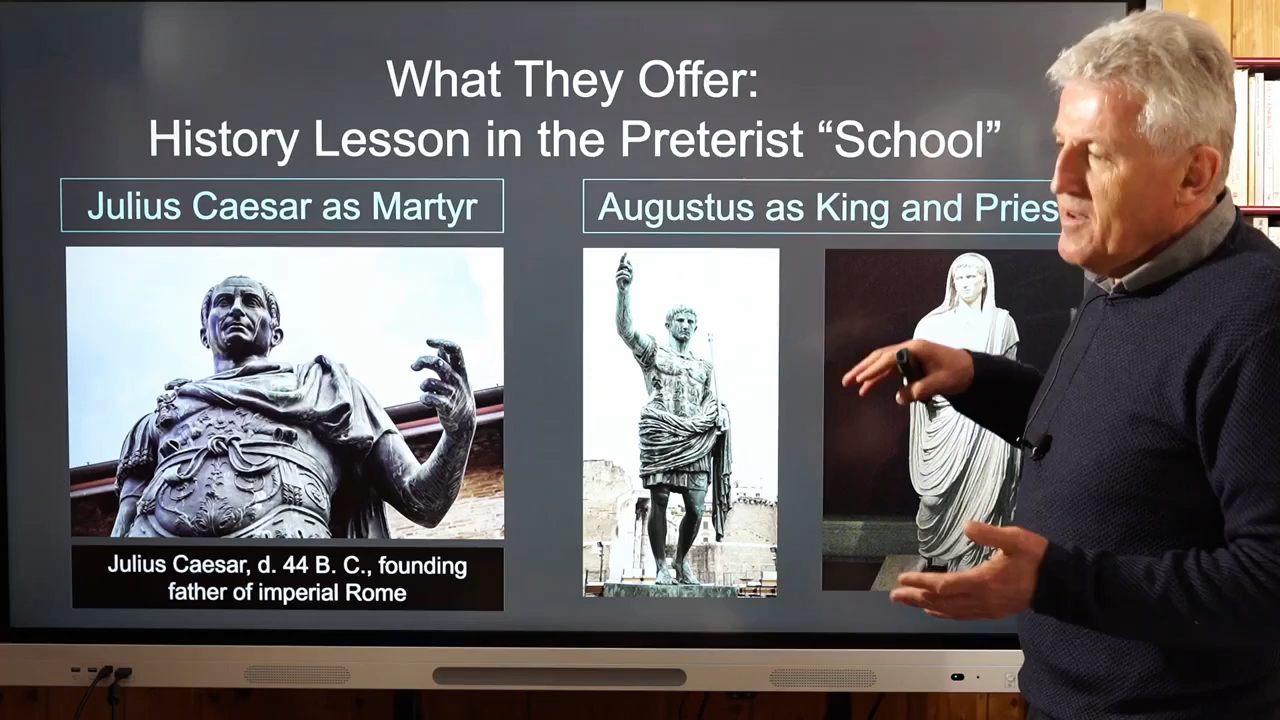 What They Offer:
History Lesson in the Preterist “School”
Julius Caesar as Martyr
Augustus as King and Pries
Julius Caesar, d. 44 B. C., founding
father of imperial Rome